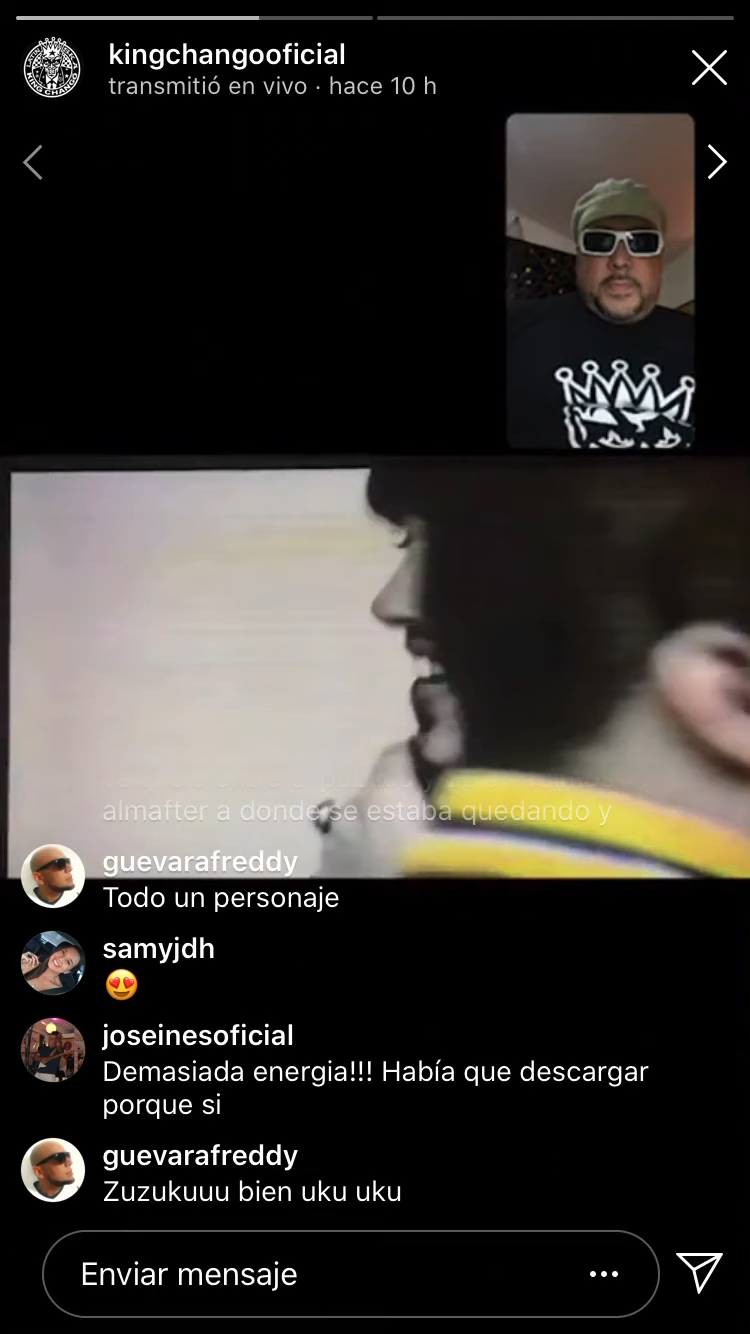 kingchangooficial
transmitió en vivo · hace 10 h
almafter a donde se estaba quedando y
guevarafreddy
Todo un personaje
samyjdh
😍
joseinesoficial
Demasiada energia!!! Había que descargar
porque si
guevarafreddy
Zuzukuuu bien uku uku
Enviar mensaje